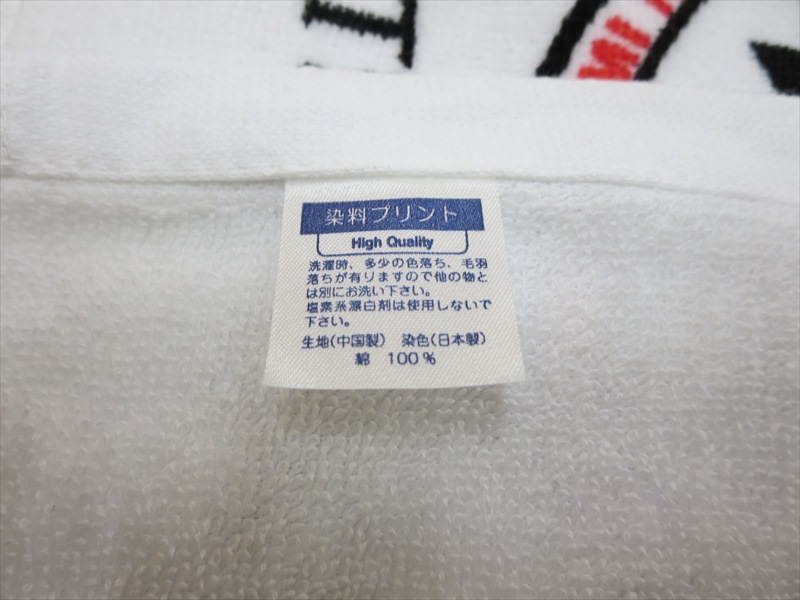 MI
染料プリント
High Quality
洗濯時、多少の色落ち、毛羽
落ちが有りますので他の物と
は別にお洗い下さい。
塩素系漂白剤は使用しないで
下さい。
生地(中国製) 染色(日本製)
綿 100%